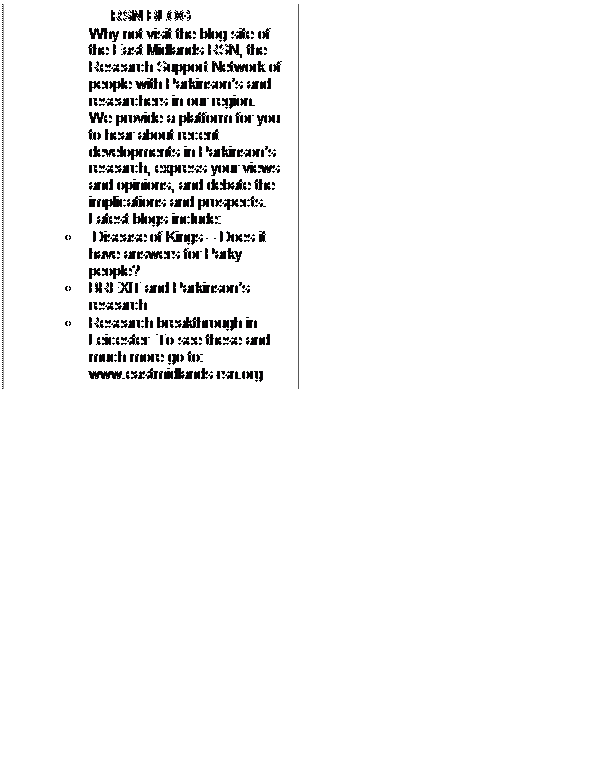 RSN BLOG
Why not visit the blog site of
the East Midlands RSN, the
Research Support Network of
people with Parkinson's and
researchers in our region.
We provide a platform for you
to hear about recent
developments in Parkinson's
research, express your views
and opinions, and debate the
implications and prospects.
Latest blogs include:
o Disease of Kings - Does it
have answers for Parky
people?
o BREXIT and Parkinson's
research
o Research breakthrough in
Leicester To see these and
much more go to:
www.eastmidlands-rsn.org